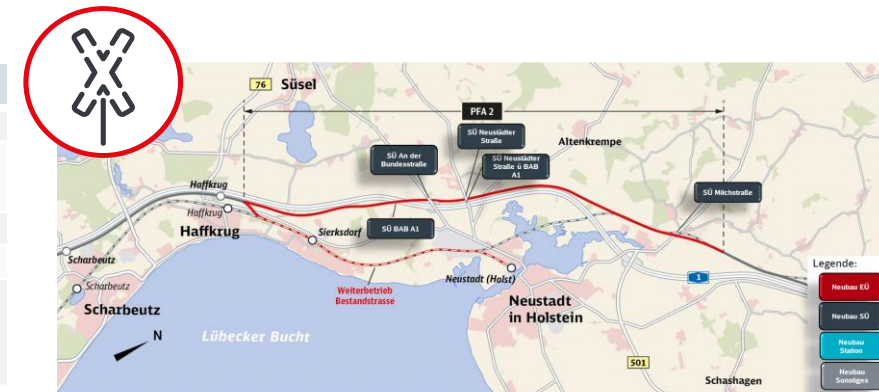 76
Süsel
PFA 2
SÜ Neustädter
Straße
Altenkrempe
SÜ An der
Bundesstraße
SÜ Neustädter
Straße ü BAB
A1
SÜ Milchstraße
Haffkrug
Haffkrug
Haffkrug
SÜ BAB A1
Sierksdorf
Scharbeutz
Scharbeutz
Scharbeutz
Weiterbetrieb
Bestandstrasse
Neustadt (Holst)
Neustadt
in Holstein
1
N
Lübecker Bucht
501
Schashagen
Legende:
Neubau EÜ
Neubau SÜ
Neubau
Station
Neubau
Sonstiges